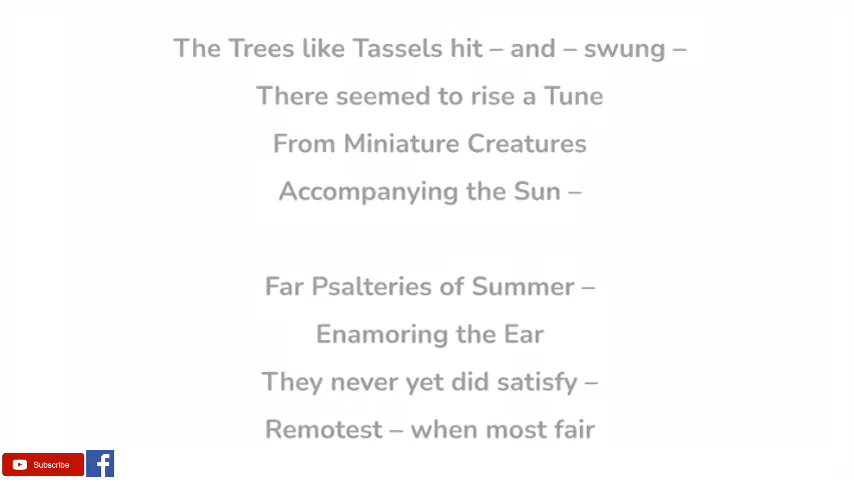 The Trees like Tassels hit – and – swung –
There seemed to rise a Tune
From Miniature Creatures
Accompanying the Sun –
Far Psalteries of Summer –
Enamoring the Ear
They never yet did satisfy –
Remotest – when most fair
Subscribe